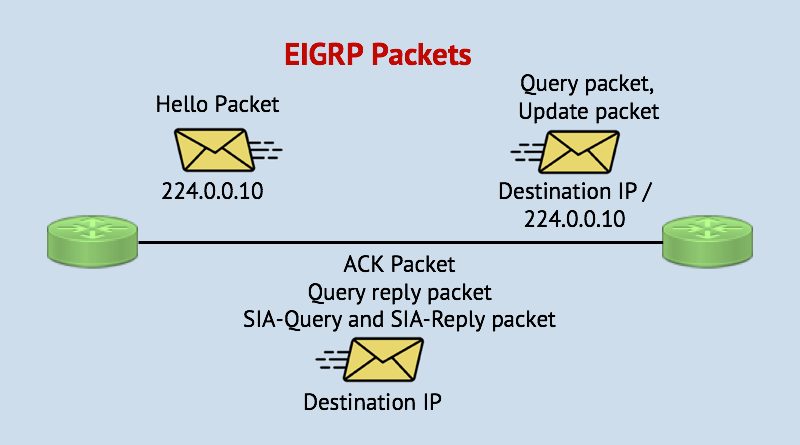 EIGRP Packets
Hello Packet
224.0.0.10
Query packet,
Update packet
Destination IP /
224.0.0.10
ACK Packet
Query reply packet
SIA-Query and SIA-Reply packet
Destination IP